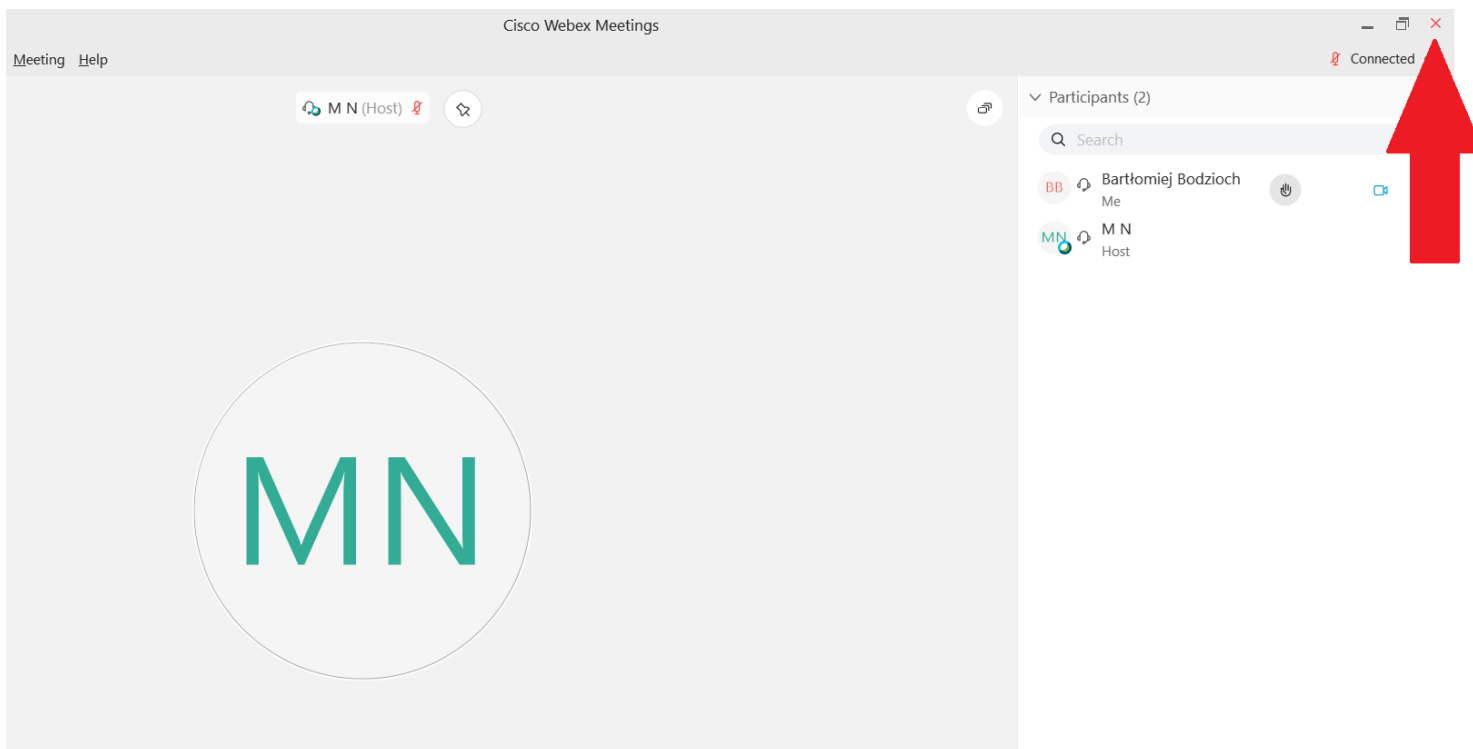 Cisco Webex Meetings
Meeting Help
Connected
M N (Host)
Participants (2)
Search
BB Bartłomiej Bodzioch
Me
MN M N
Host
MN